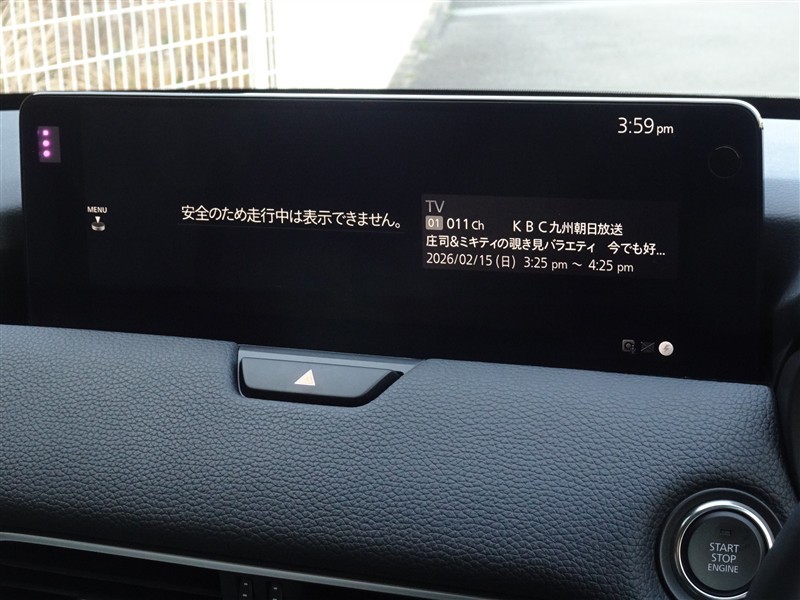 3:59 pm
MENU
安全のため走行中は表示できません。
TV
01 011Ch KBC九州朝日放送
庄司&ミキティの覗き見バラエティ 今でも好...
2026/02/15 (日) 3:25 pm ~ 4:25 pm
START
STOP
ENGINE